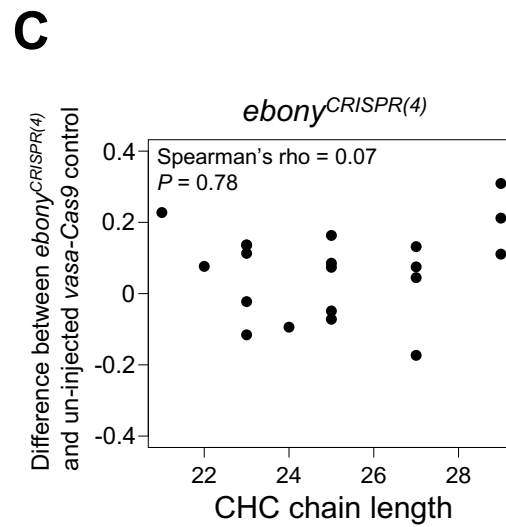 C
ebonyCRISPR(4)
Spearman's rho = 0.07
P = 0.78
Difference between ebonyCRISPR(4)
and un-injected vasa-Cas9 control
0.4
0.2
0
-0.2
-0.4
22 24 26 28
CHC chain length